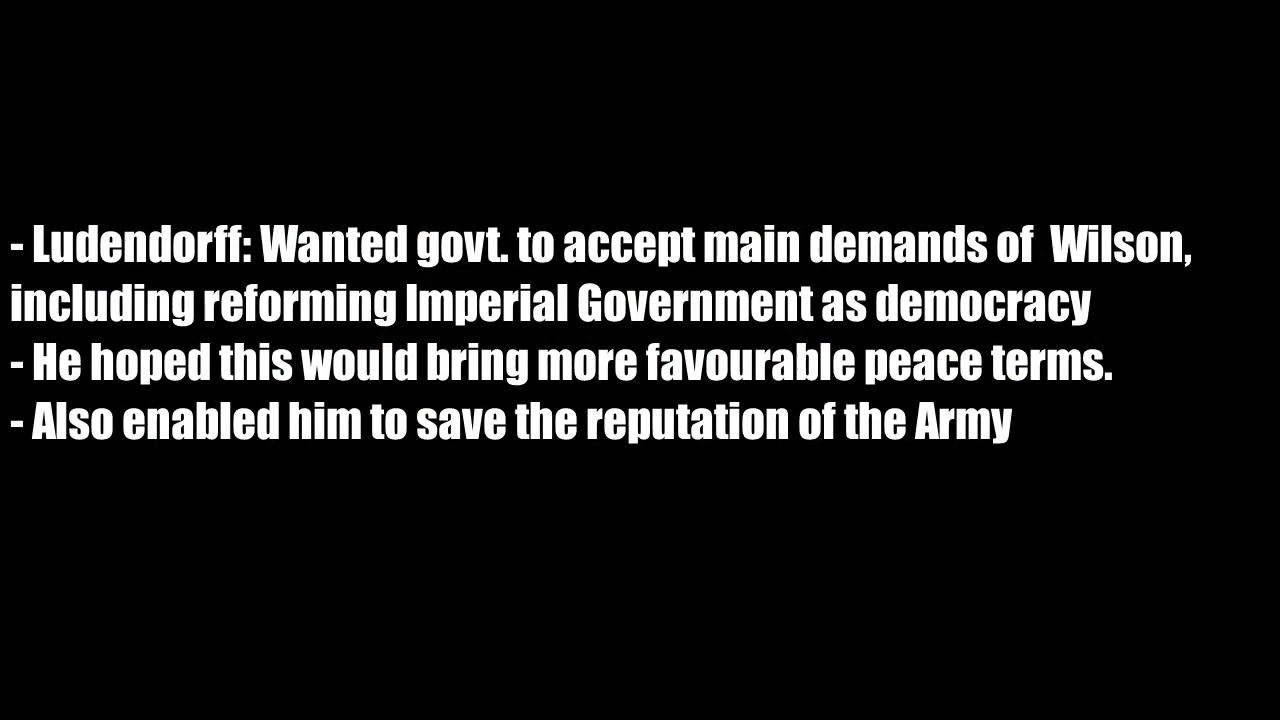 - Ludendorff: Wanted govt. to accept main demands of  Wilson,
including reforming Imperial Government as democracy
- He hoped this would bring more favourable peace terms.
- Also enabled him to save the reputation of the Army